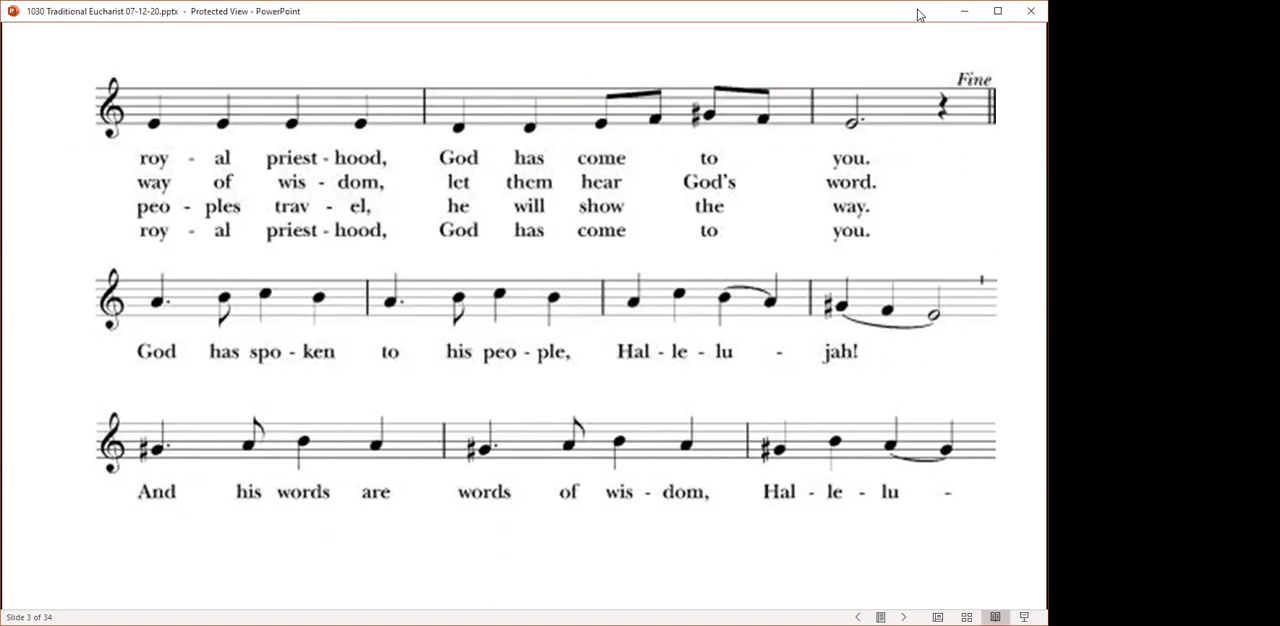 1030 Traditional Eucharist 07-12-20.pptx - Protected View - PowerPoint
Fine
roy - al priest - hood, God has come to you.
way of wis - dom, let them hear God's word.
peo - ples trav - el, he will show the way.
roy - al priest - hood, God has come to you.
God has spo - ken to his peo - ple, Hal - le - lu - jah!
And his words are words of wis - dom, Hal - le - lu -
Slide 3 of 34